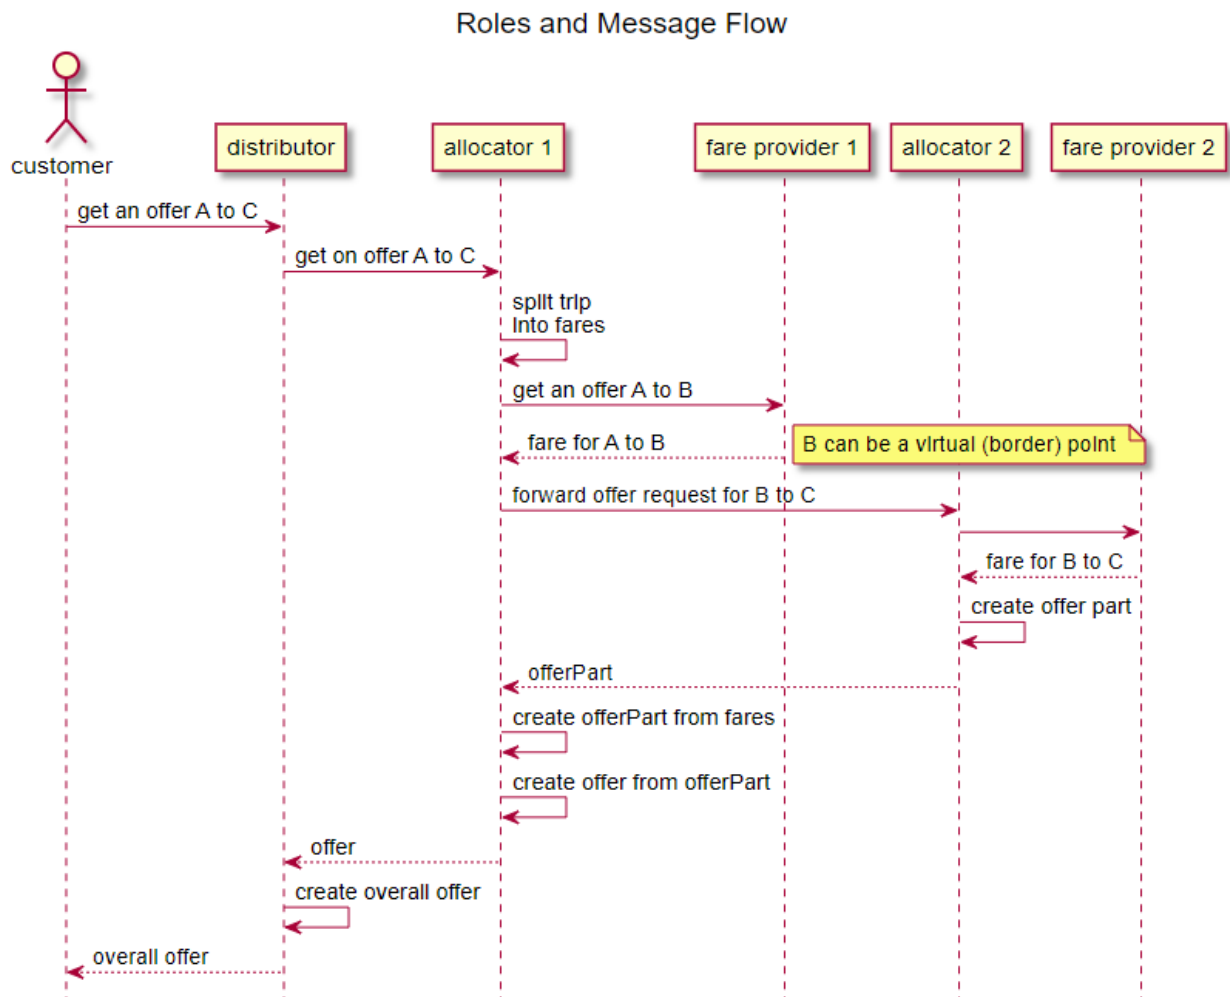 Roles and Message Flow
customer
distributor
allocator 1
fare provider 1
allocator 2
fare provider 2
get an offer A to C
get on offer A to C
split trip
into fares
get an offer A to B
fare for A to B
B can be a virtual (border) point
forward offer request for B to C
fare for B to C
create offer part
offerPart
create offerPart from fares
create offer from offerPart
offer
create overall offer
overall offer